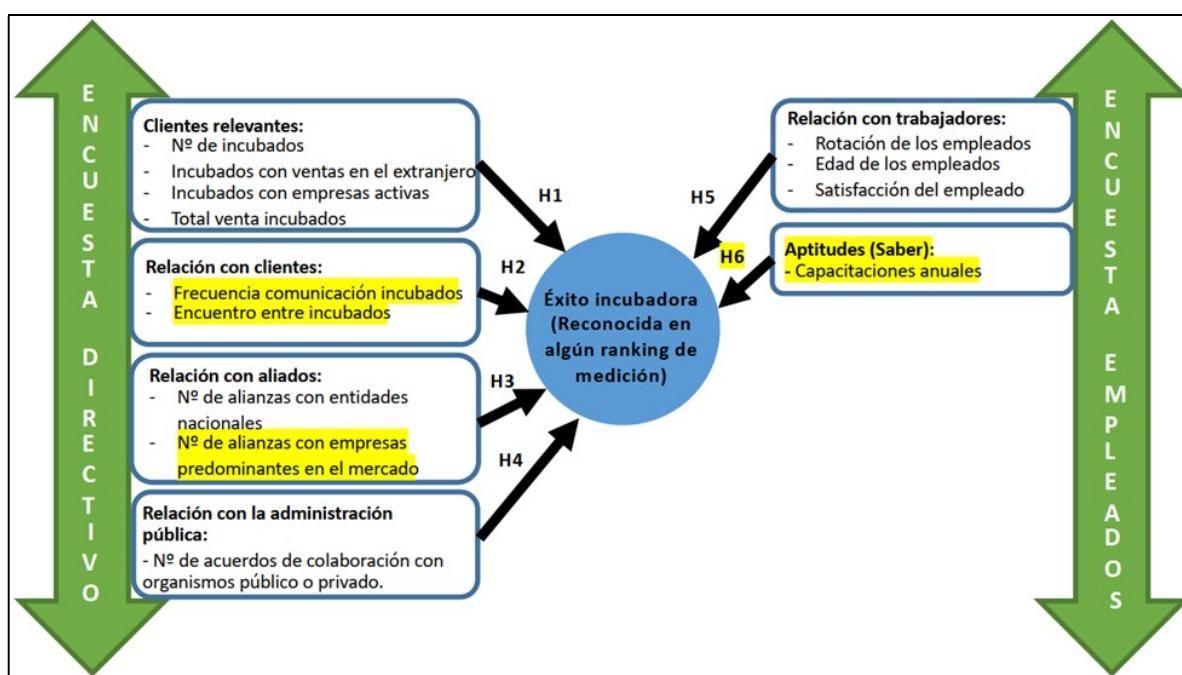 ENCUESTA DIRECTIVO
Clientes relevantes:
- Nº de incubados
- Incubados con ventas en el extranjero
- Incubados con empresas activas
- Total venta incubados
H1
Relación con clientes:
- Frecuencia comunicación incubados
- Encuentro entre incubados
H2
Relación con aliados:
- Nº de alianzas con entidades
nacionales
- Nº de alianzas con empresas
predominantes en el mercado
H3
Relación con la administración
pública:
- Nº de acuerdos de colaboración con
organismos público o privado.
H4
Éxito incubadora
(Reconocida en
algún ranking de
medición)
Relación con trabajadores:
- Rotación de los empleados
- Edad de los empleados
- Satisfacción del empleado
H5
Aptitudes (Saber):
- Capacitaciones anuales
H6
ENCUESTA EMPLEADOS